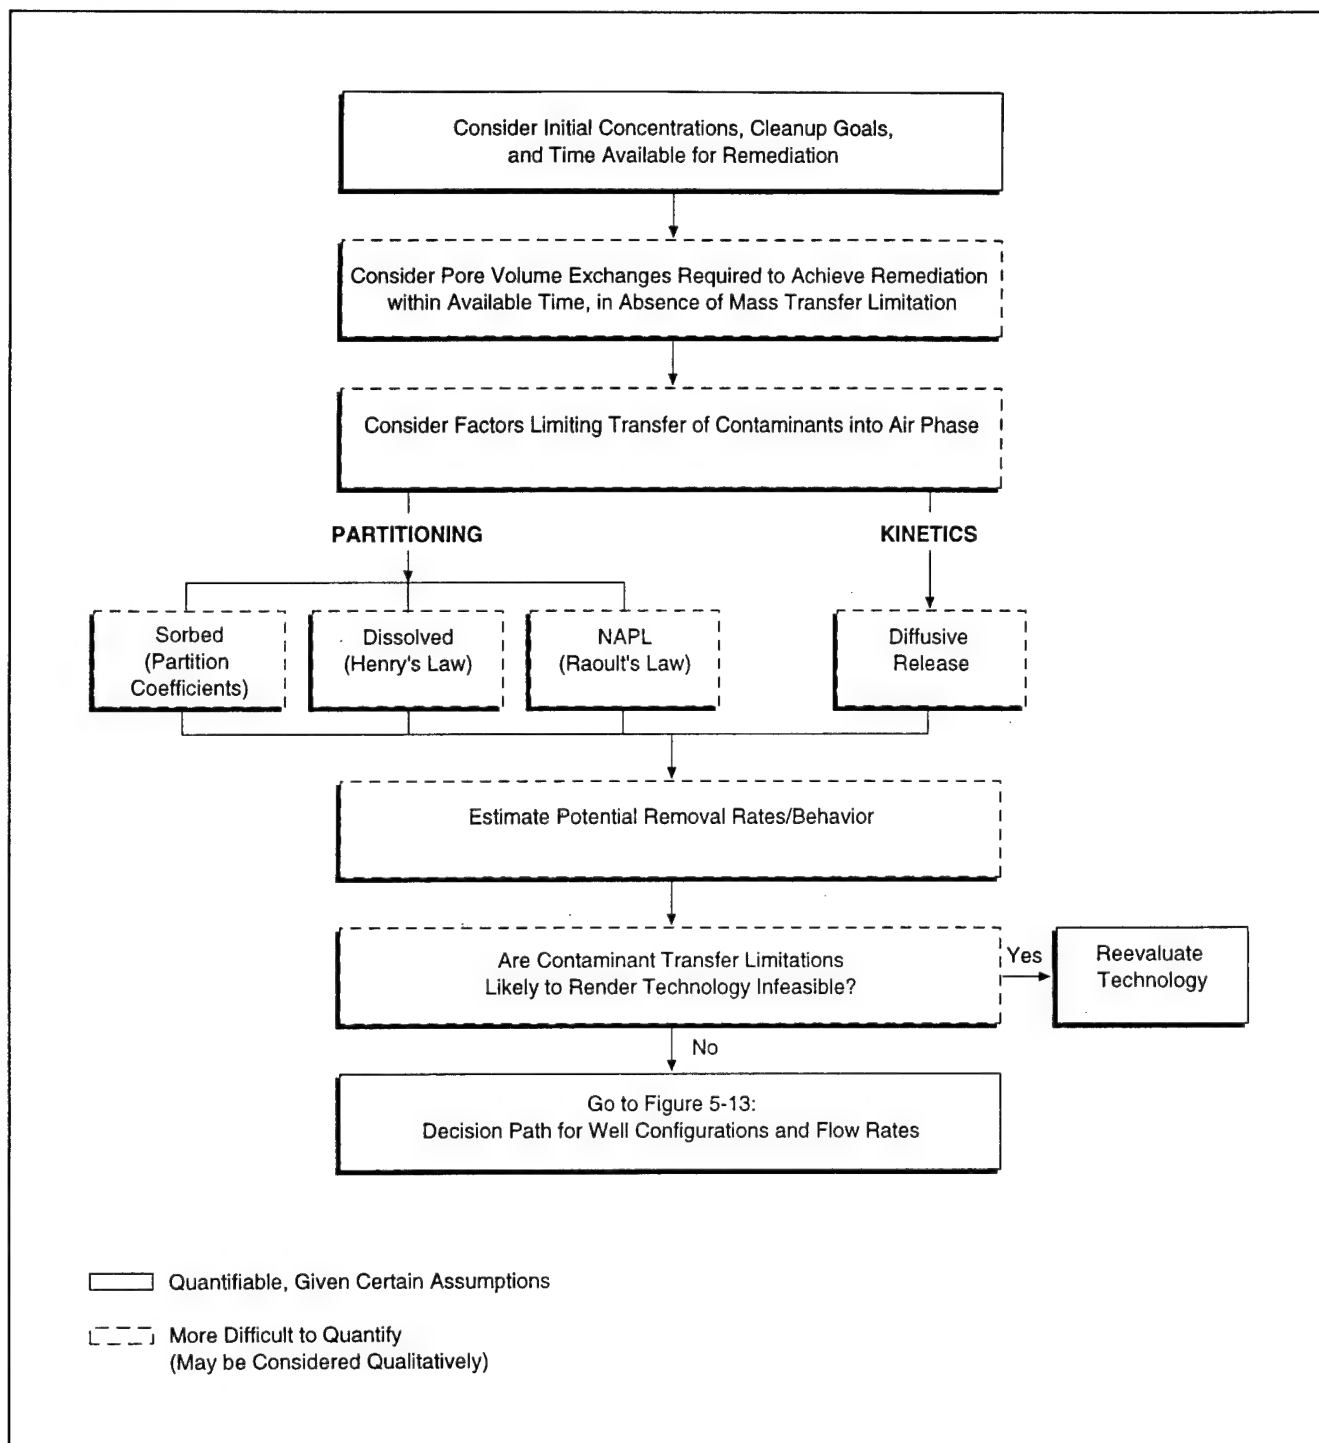 Consider Initial Concentrations, Cleanup Goals,
and Time Available for Remediation
Consider Pore Volume Exchanges Required to Achieve Remediation
within Available Time, in Absence of Mass Transfer Limitation
Consider Factors Limiting Transfer of Contaminants into Air Phase
PARTITIONING
KINETICS
Sorbed
(Partition
Coefficients)
Dissolved
(Henry's Law)
NAPL
(Raoult's Law)
Diffusive
Release
Estimate Potential Removal Rates/Behavior
Are Contaminant Transfer Limitations
Likely to Render Technology Infeasible?
Yes
Reevaluate
Technology
No
Go to Figure 5-13:
Decision Path for Well Configurations and Flow Rates
Quantifiable, Given Certain Assumptions
More Difficult to Quantify
(May be Considered Qualitatively)